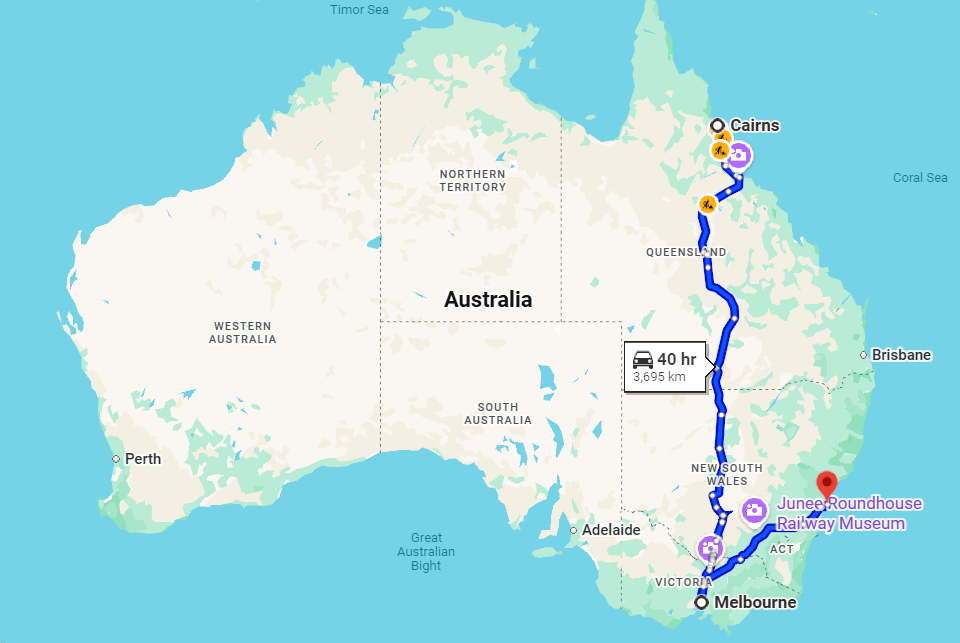 Timor Sea
Cairns
Coral Sea
NORTHERN
TERRITORY
QUEENSLAND
Australia
WESTERN
AUSTRALIA
40 hr
3,695 km
Brisbane
SOUTH
AUSTRALIA
Perth
NEW SOUTH
WALES
Junee Roundhouse
Railway Museum
Adelaide
Great
Australian
Bight
ACT
VICTORIA
Melbourne